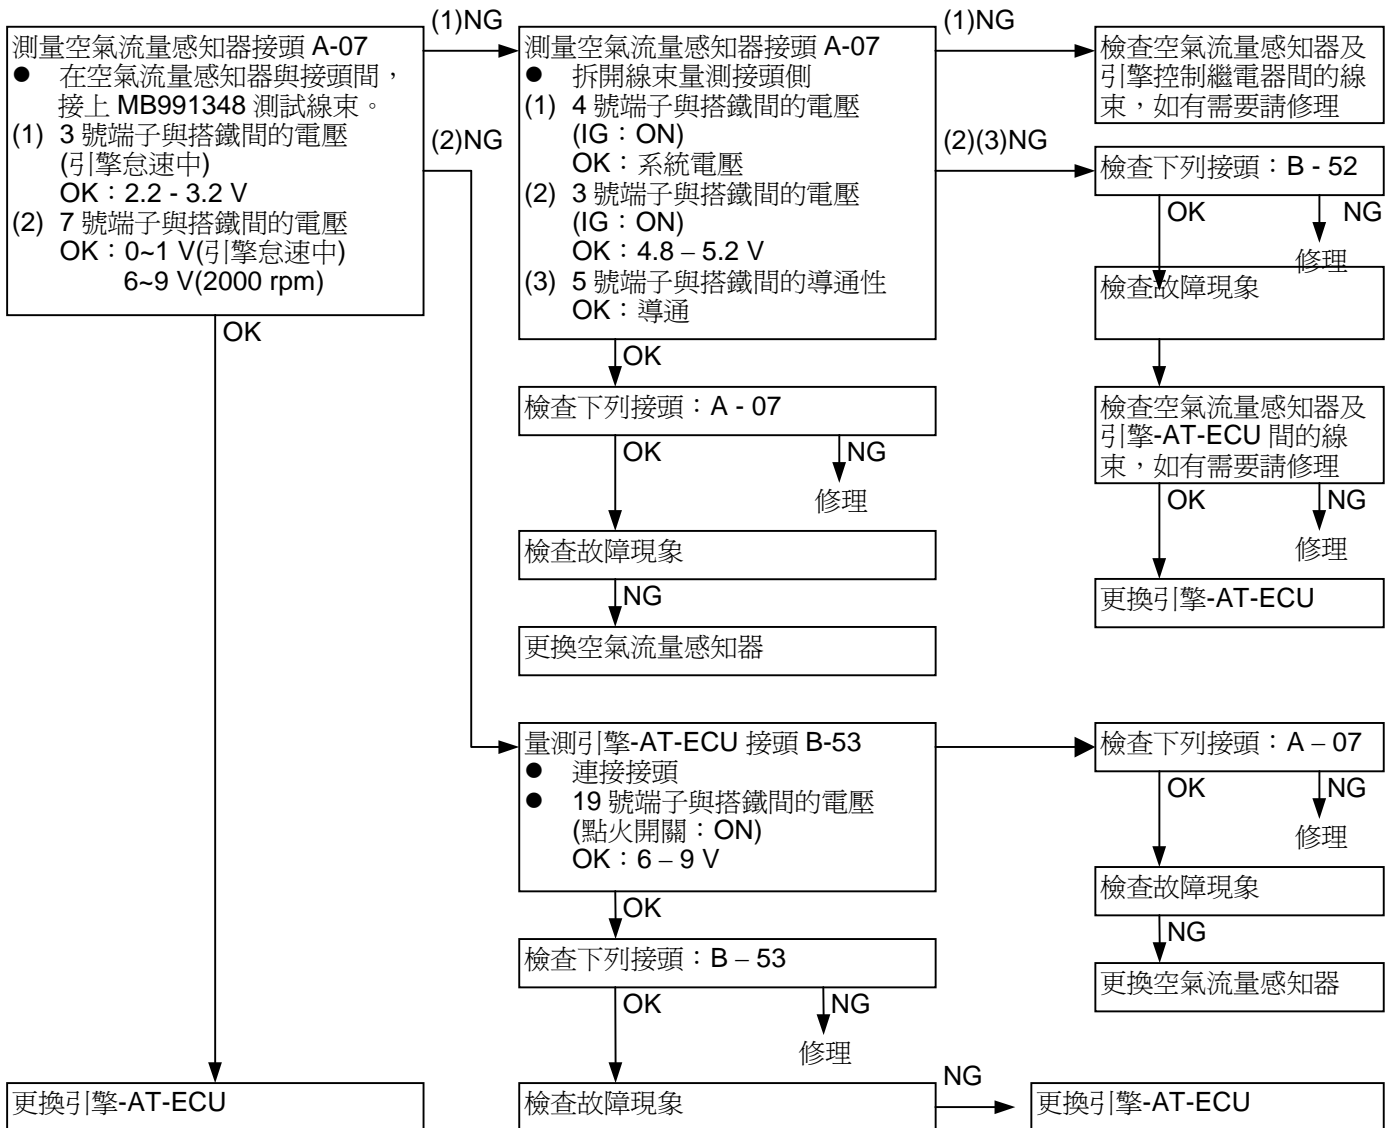 測量空氣流量感知器接頭 A-07
● 在空氣流量感知器與接頭間，
接上 MB991348 測試線束。
(1) 3 號端子與搭鐵間的電壓
(引擎怠速中)
OK：2.2 - 3.2 V
(2) 7 號端子與搭鐵間的電壓
OK：0~1 V(引擎怠速中)
6~9 V(2000 rpm)
(1)NG
(2)NG
OK
測量空氣流量感知器接頭 A-07
● 拆開線束量測接頭側
(1) 4 號端子與搭鐵間的電壓
(IG：ON)
OK：系統電壓
(2) 3 號端子與搭鐵間的電壓
(IG：ON)
OK：4.8 – 5.2 V
(3) 5 號端子與搭鐵間的導通性
OK：導通
(1)NG
(2)(3)NG
OK
檢查空氣流量感知器及
引擎控制繼電器間的線
束，如有需要請修理
檢查下列接頭：B - 52
OK
NG
修理
檢查故障現象
檢查空氣流量感知器及
引擎-AT-ECU 間的線
束，如有需要請修理
OK
NG
修理
更換引擎-AT-ECU
檢查下列接頭：A - 07
OK
NG
修理
檢查故障現象
NG
更換空氣流量感知器
量測引擎-AT-ECU 接頭 B-53
● 連接接頭
● 19 號端子與搭鐵間的電壓
(點火開關：ON)
OK：6 – 9 V
OK
檢查下列接頭：A – 07
OK
NG
修理
檢查故障現象
NG
更換空氣流量感知器
檢查下列接頭：B – 53
OK
NG
修理
更換引擎-AT-ECU
檢查故障現象
NG
更換引擎-AT-ECU